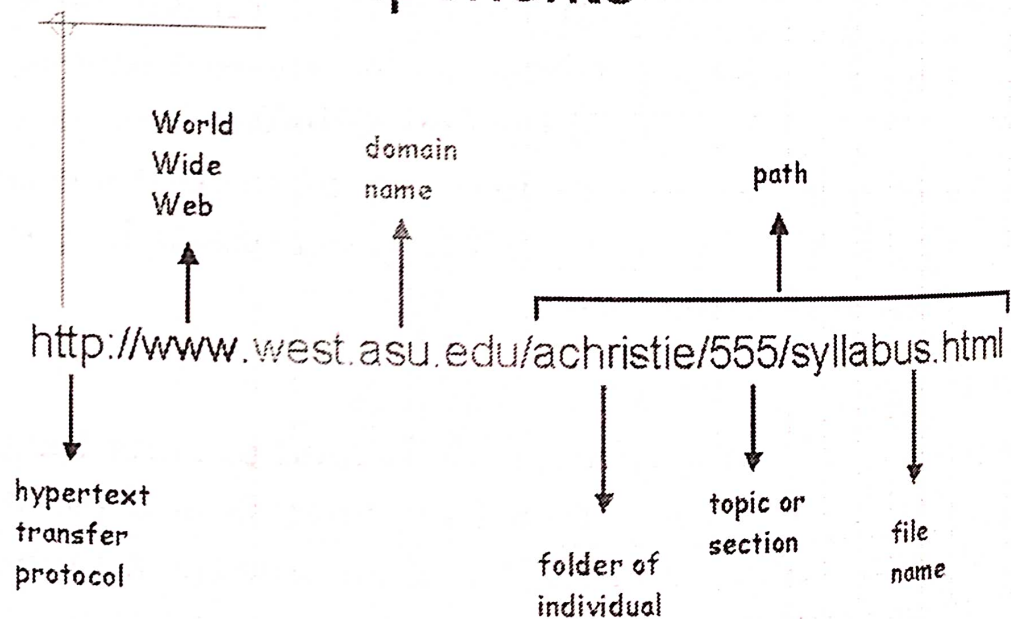 World
Wide
Web
domain
name
path
http://www.west.asu.edu/achristie/555/syllabus.html
hypertext
transfer
protocol
folder of
individual
topic or
section
file
name